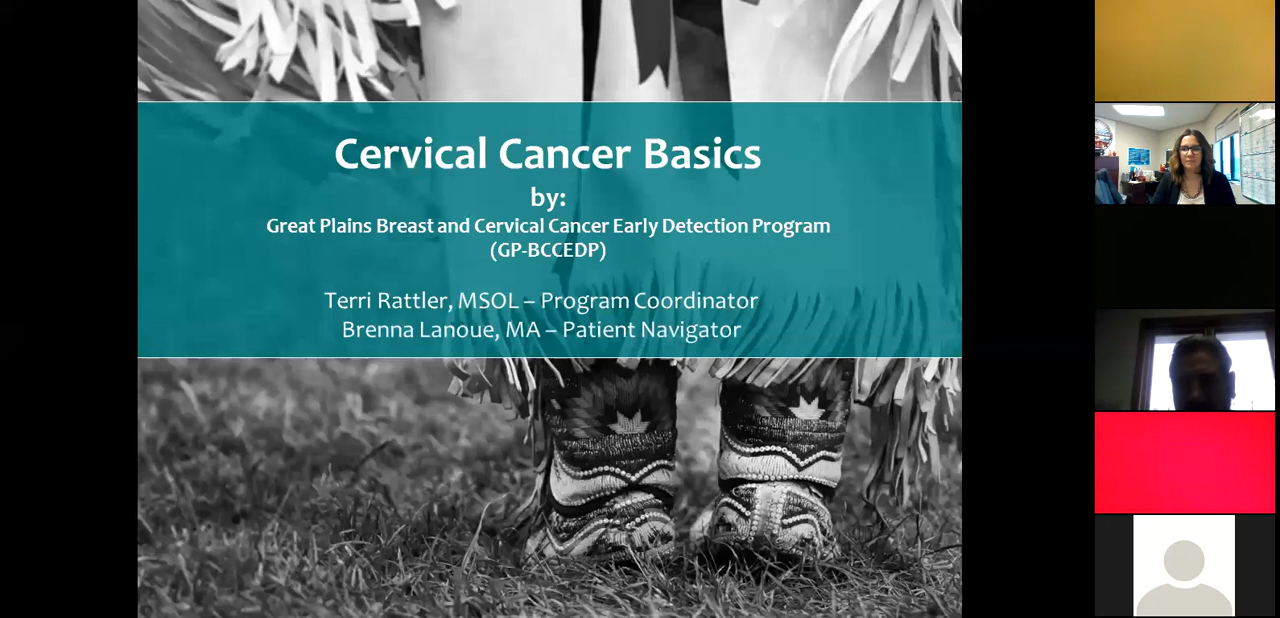 Cervical Cancer Basics
by:
Great Plains Breast and Cervical Cancer Early Detection Program
(GP-BCCEDP)
Terri Rattler, MSOL – Program Coordinator
Brenna Lanoue, MA – Patient Navigator